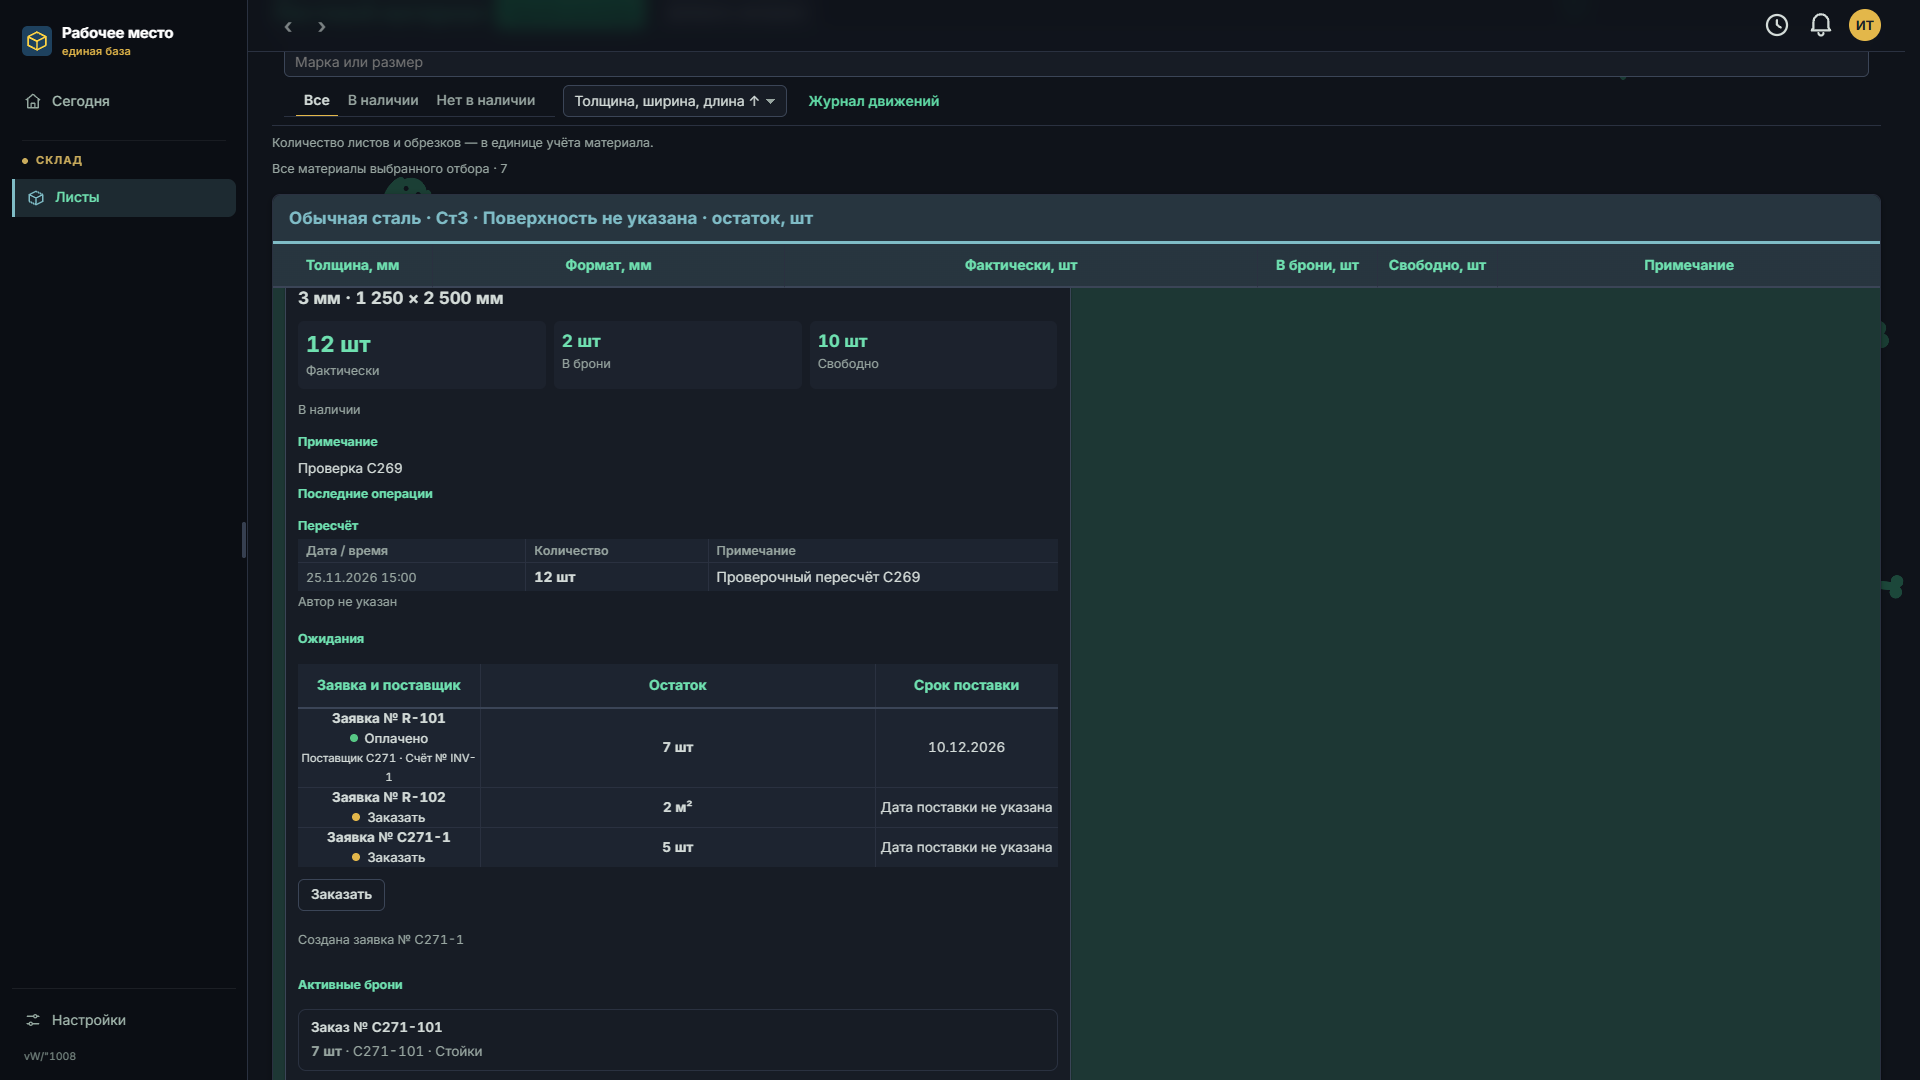 Рабочее место
единая база
Сегодня
СКЛАД
Листы
Настройки
vW/"1008
ИТ
Марка или размер
Все
В наличии
Нет в наличии
Толщина, ширина, длина ↑
Журнал движений
Количество листов и обрезков — в единице учёта материала.
Все материалы выбранного отбора · 7
Обычная сталь · Ст3 · Поверхность не указана · остаток, шт
Толщина, мм
Формат, мм
Фактически, шт
В брони, шт
Свободно, шт
Примечание
3 мм · 1 250 × 2 500 мм
12 шт
Фактически
2 шт
В брони
10 шт
Свободно
В наличии
Примечание
Проверка С269
Последние операции
Пересчёт
Дата / время
Количество
Примечание
25.11.2026 15:00
12 шт
Проверочный пересчёт С269
Автор не указан
Ожидания
Заявка и поставщик
Остаток
Срок поставки
Заявка № R-101
Оплачено
Поставщик С271 · Счёт № INV-
1
7 шт
10.12.2026
Заявка № R-102
Заказать
2 м²
Дата поставки не указана
Заявка № С271-1
Заказать
5 шт
Дата поставки не указана
Заказать
Создана заявка № С271-1
Активные брони
Заказ № С271-101
7 шт · С271-101 · Стойки